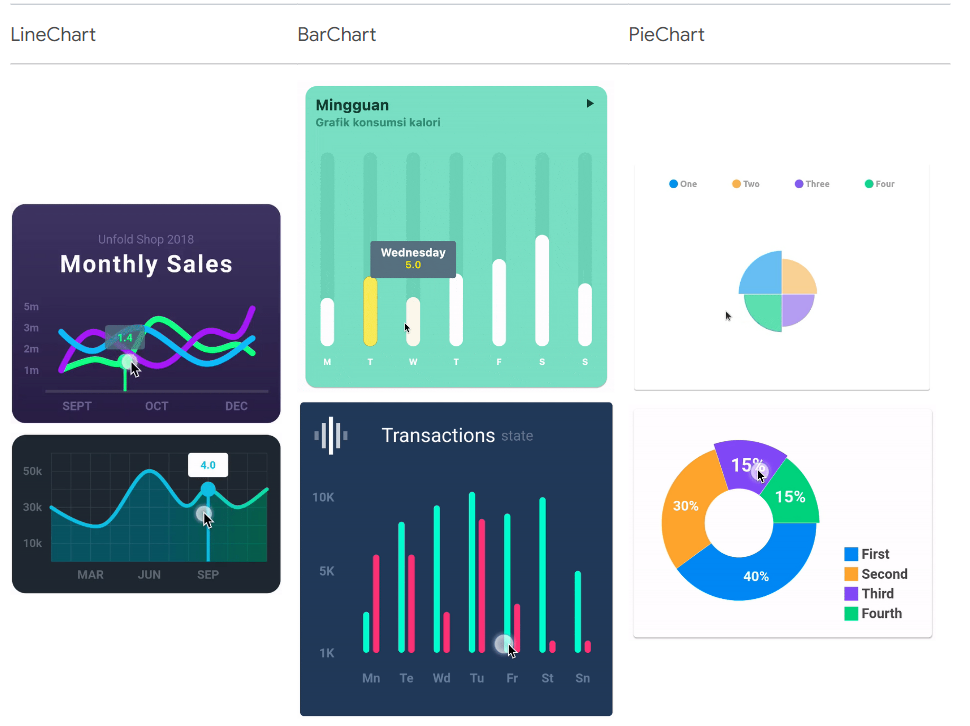 LineChart
BarChart
PieChart
Unfold Shop 2018
Monthly Sales
5m
3m
2m
1m
1.4
SEPT OCT DEC
50k
30k
10k
4.0
MAR JUN SEP
Mingguan
Grafik konsumsi kalori
Wednesday
5.0
M T W T F S S
Transactions state
10K
5K
1K
Mn Te Wd Tu Fr St Sn
One Two Three Four
15%
15%
30%
40%
First
Second
Third
Fourth